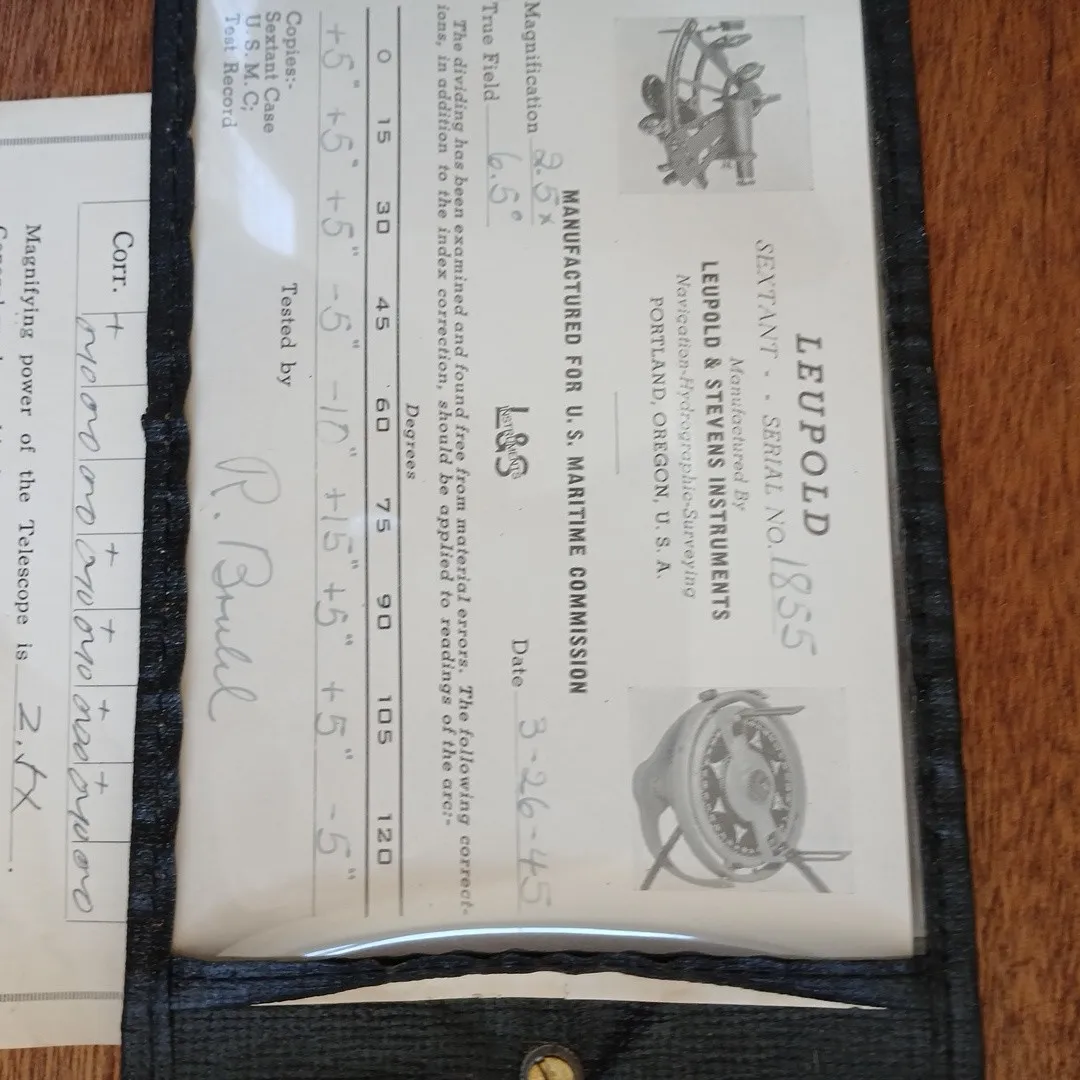 LEUPOLD
SEXTANT - SERIAL NO. 1855
Manufactured By
LEUPOLD & STEVENS INSTRUMENTS
Navigation-Hydrographic-Surveying
PORTLAND, OREGON, U. S. A.
MANUFACTURED FOR U. S. MARITIME COMMISSION
Magnification 2.5x
L&S
INSTRUMENTS
Date 3-26-45
True Field 6.5°
The dividing has been examined and found free from material errors. The following correct-
ions, in addition to the index correction, should be applied to readings of the arc:-
Degrees
0 15 30 45 60 75 90 105 120
+5" +5" +5" -5" -10" +15" +5" +5" -5"
Copies:-
Sextant Case
U. S. M. C;
Test Record
Tested by
Corr.
Magnifying power of the Telescope is 2.5X.